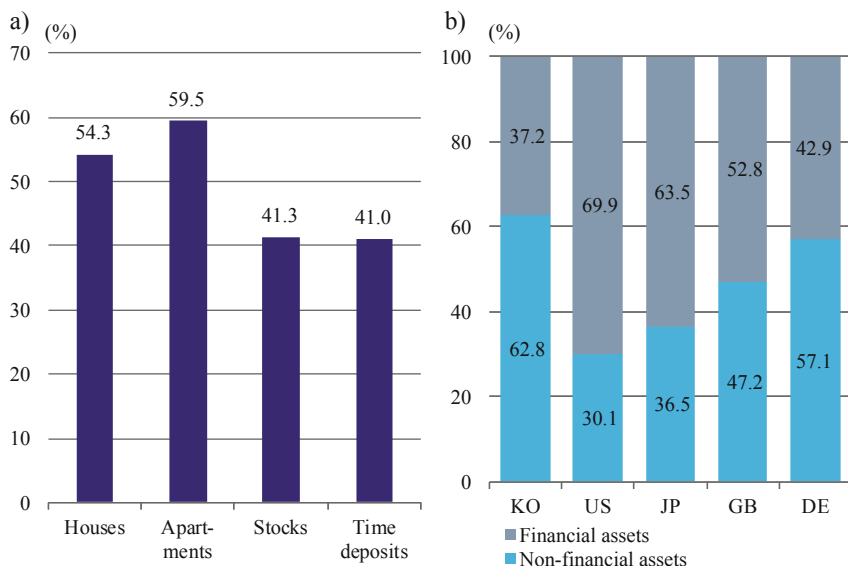 a)
(%)
70
60
50
40
30
20
10
0
54.3
59.5
41.3
41.0
Houses
Apart-
ments
Stocks
Time
deposits
b)
(%)
100
80
60
40
20
0
37.2
69.9
63.5
52.8
42.9
62.8
30.1
36.5
47.2
57.1
KO US JP GB DE
Financial assets
Non-financial assets